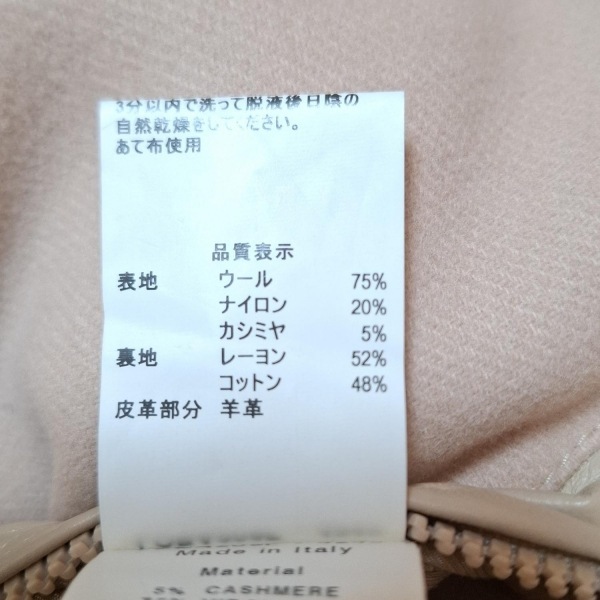 3分以内で洗って脱液後日陰の
自然乾燥をしてください。
あて布使用
品質表示
表地 ウール 75%
ナイロン 20%
カシミヤ 5%
裏地 レーヨン 52%
コットン 48%
皮革部分 羊革
Made in Italy
Material
5% CASHMERE